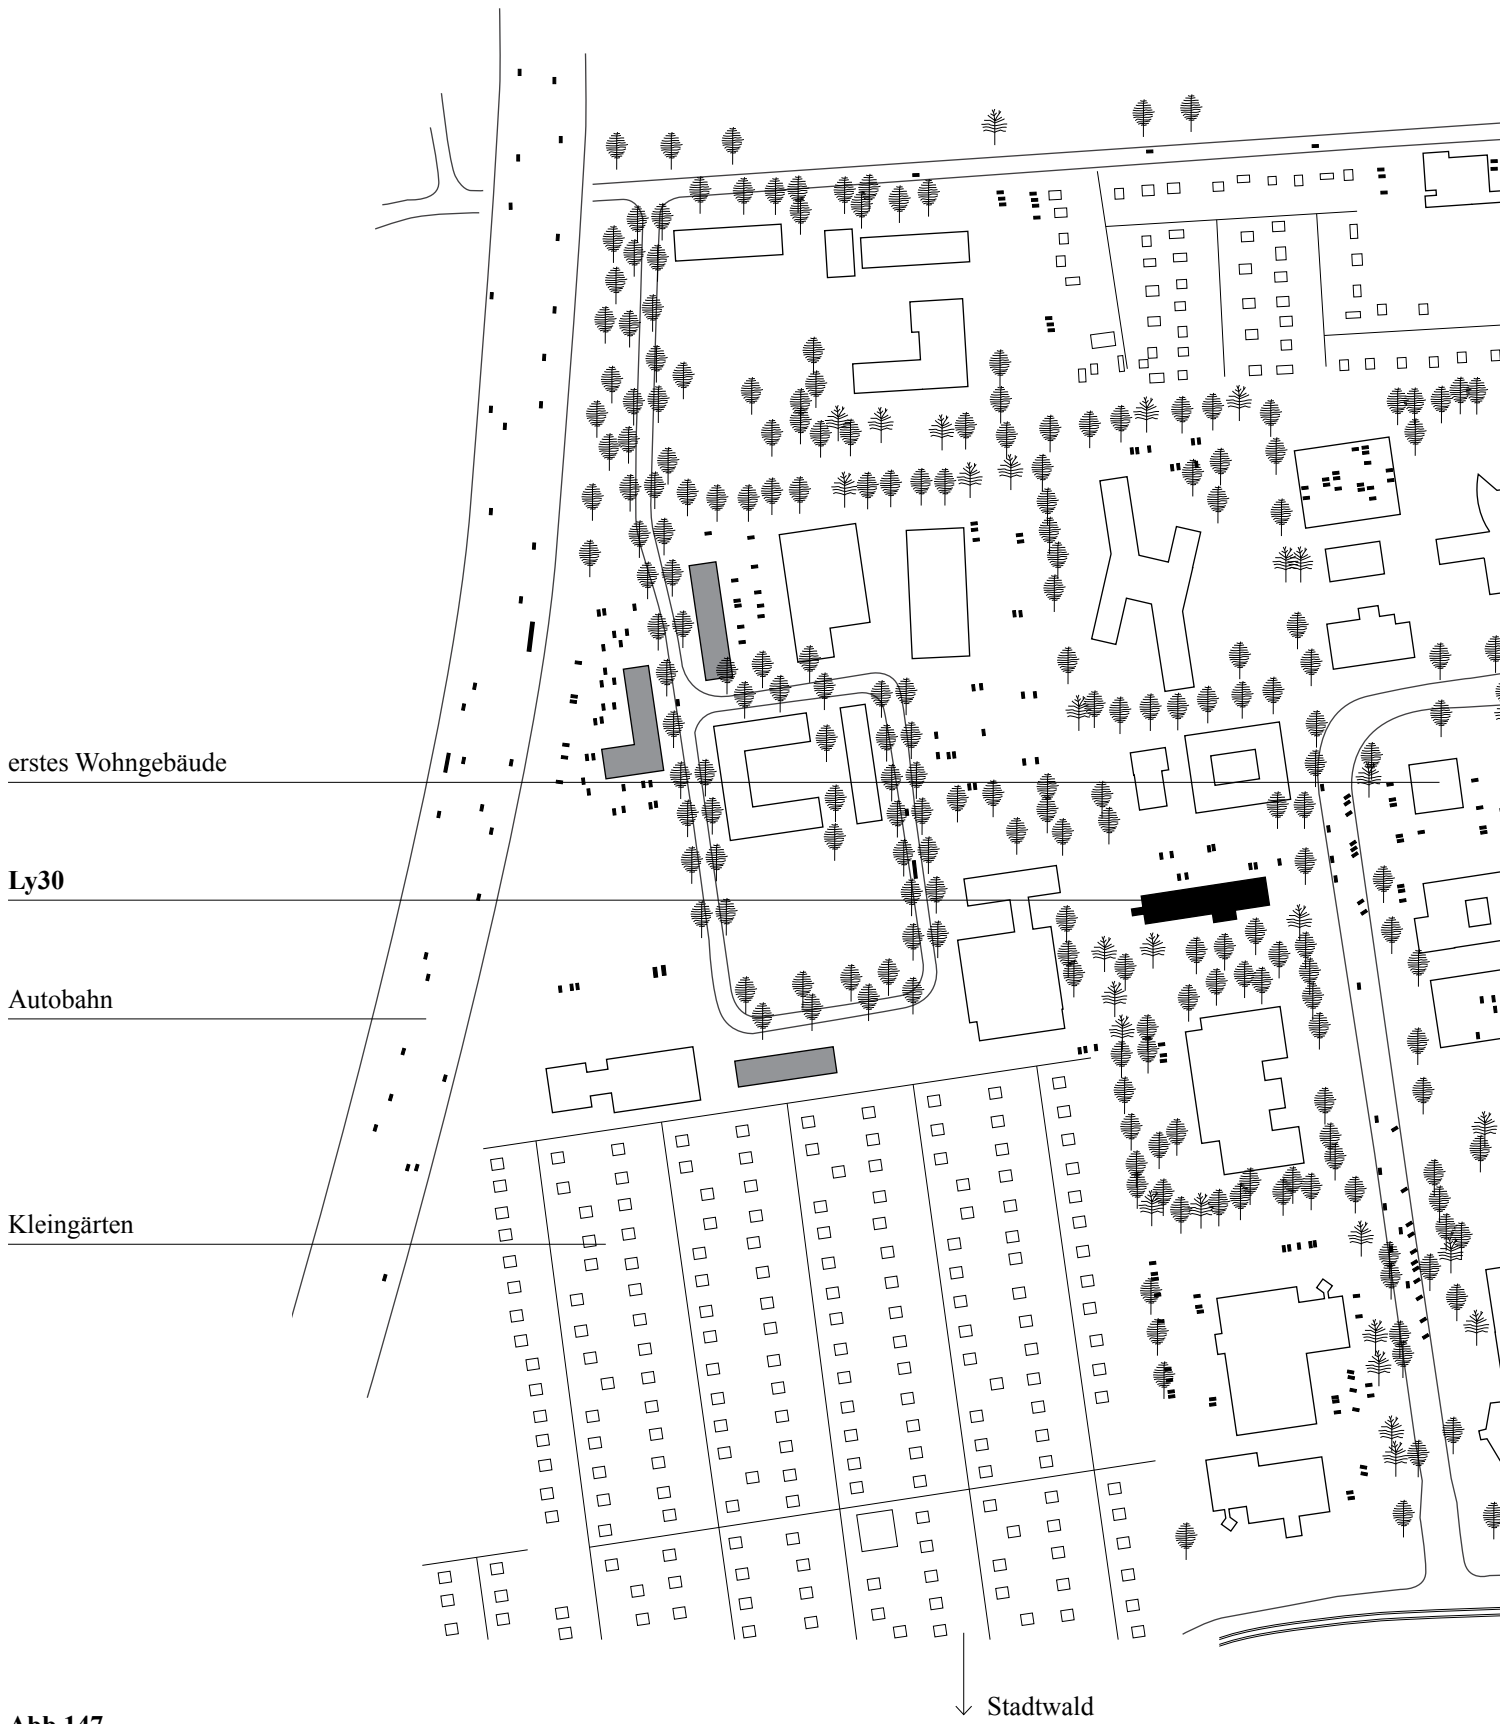 erstes Wohngebäude
Ly30
Autobahn
Kleingärten
Stadtwald
Abb 147